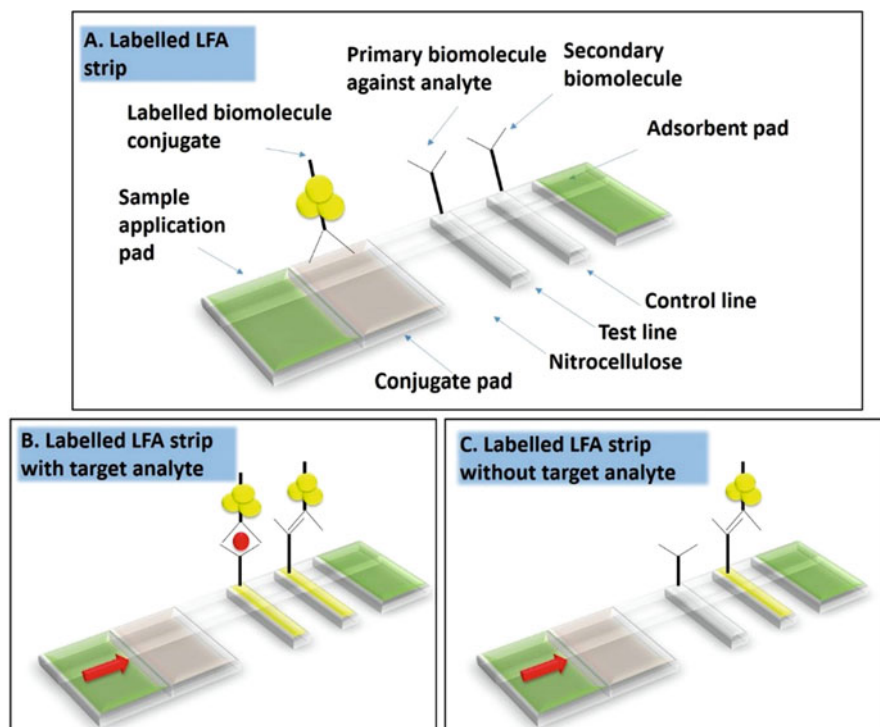 A. Labelled LFA
strip
Labelled biomolecule
conjugate
Primary biomolecule
against analyte
Secondary
biomolecule
Adsorbent pad
Sample
application
pad
Control line
Test line
Nitrocellulose
Conjugate pad
B. Labelled LFA strip
with target analyte
C. Labelled LFA strip
without target analyte